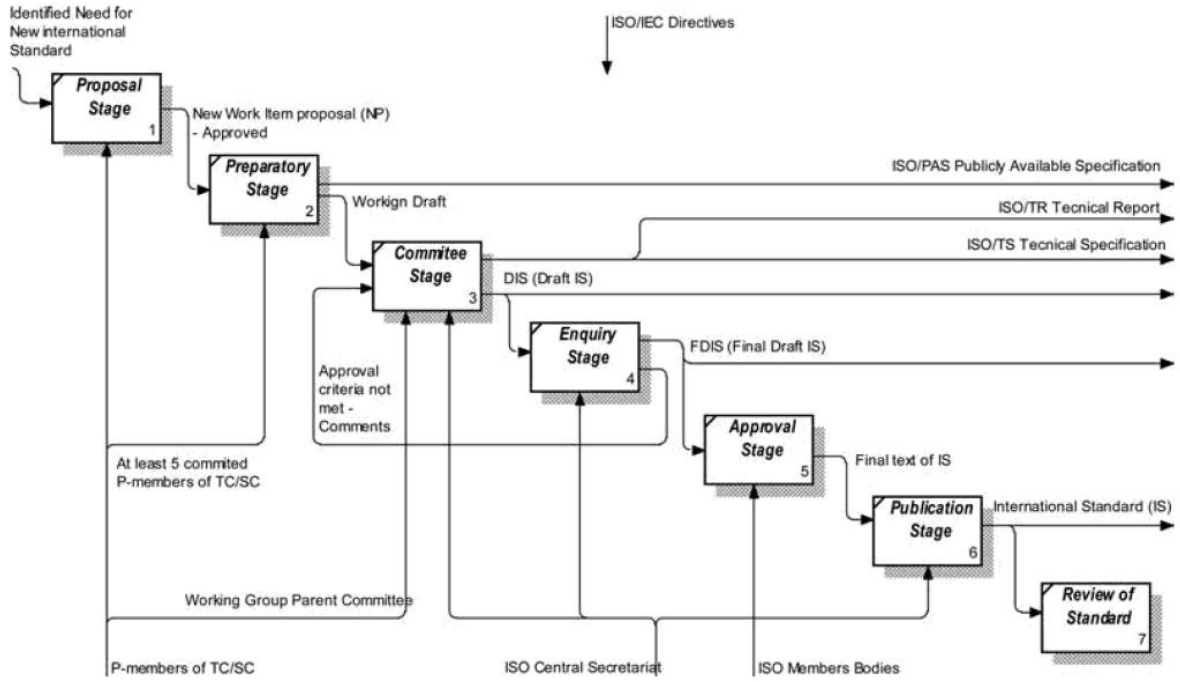 Identified Need for
New international
Standard
ISO/IEC Directives
Proposal
Stage
1
New Work Item proposal (NP)
- Approved
Preparatory
Stage
2
ISO/PAS Publicly Available Specification
Workign Draft
ISO/TR Tecnical Report
ISO/TS Tecnical Specification
Commitee
Stage
3
DIS (Draft IS)
Enquiry
Stage
4
FDIS (Final Draft IS)
Approval
criteria not
met -
Comments
Approval
Stage
5
At least 5 commited
P-members of TC/SC
Final text of IS
Publication
Stage
6
International Standard (IS)
Working Group Parent Committee
Review of
Standard
7
P-members of TC/SC
ISO Central Secretariat
ISO Members Bodies